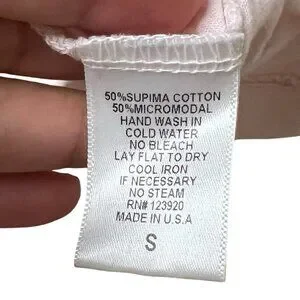 50%SUPIMA COTTON
50%MICROMODAL
HAND WASH IN
COLD WATER
NO BLEACH
LAY FLAT TO DRY
COOL IRON
IF NECESSARY
NO STEAM
RN# 123920
MADE IN U.S.A
S